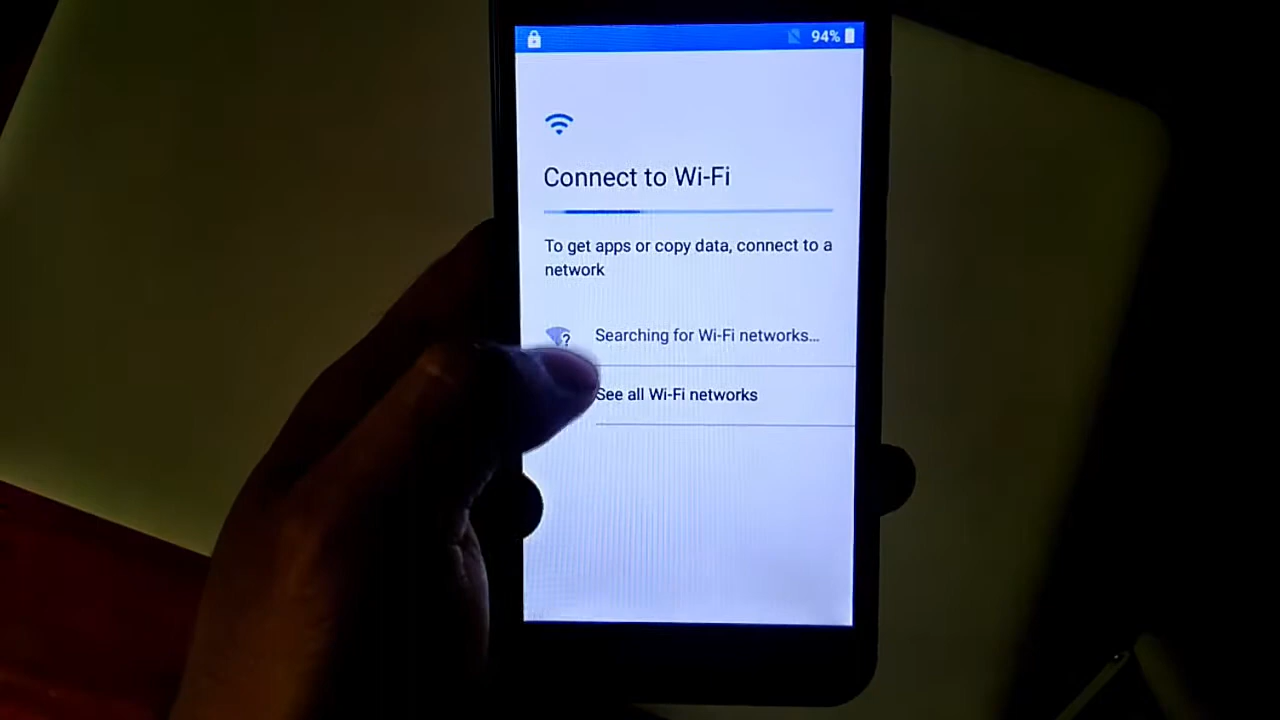 94%
Connect to Wi-Fi
To get apps or copy data, connect to a
network
?
Searching for Wi-Fi networks...
See all Wi-Fi networks